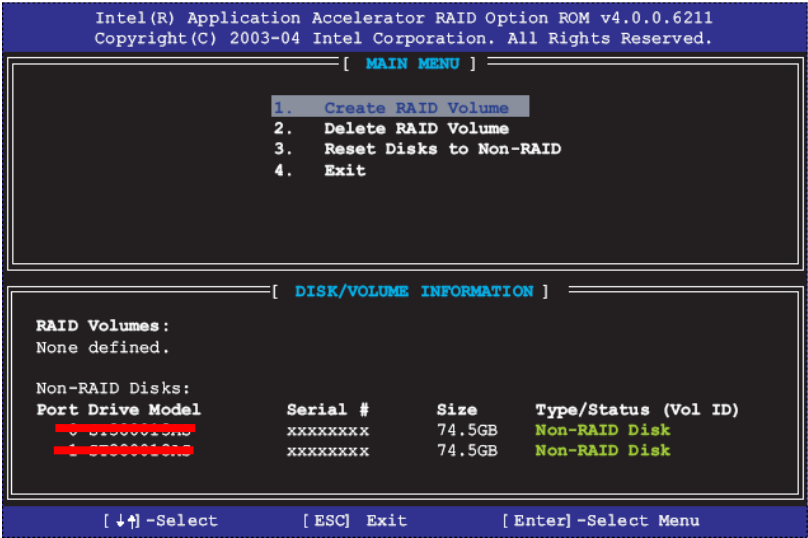 Intel(R) Application Accelerator RAID Option ROM v4.0.0.6211
Copyright(C) 2003-04 Intel Corporation. All Rights Reserved.
[ MAIN MENU ]
1. Create RAID Volume
2. Delete RAID Volume
3. Reset Disks to Non-RAID
4. Exit
[ DISK/VOLUME INFORMATION ]
RAID Volumes:
None defined.
Non-RAID Disks:
Port Drive Model Serial # Size Type/Status (Vol ID)
xxxxxxxx 74.5GB Non-RAID Disk
xxxxxxxx 74.5GB Non-RAID Disk
[↓↑]-Select [ESC] Exit [Enter]-Select Menu